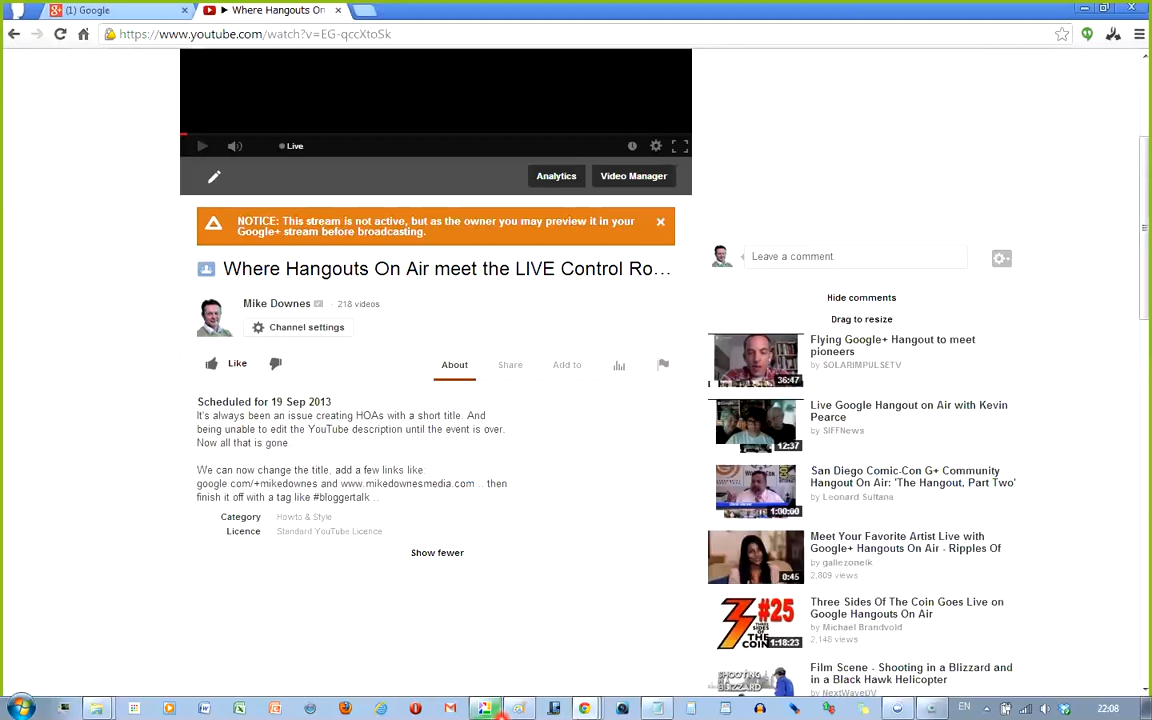 (1) Google
Where Hangouts On
https://www.youtube.com/watch?v=EG-qccXtoSk
Live
Analytics
Video Manager
NOTICE: This stream is not active, but as the owner you may preview it in your
Google+ stream before broadcasting.
Where Hangouts On Air meet the LIVE Control Ro...
Mike Downes
218 videos
Channel settings
Like
About
Share
Add to
Scheduled for 19 Sep 2013
It's always been an issue creating HOAs with a short title. And
being unable to edit the YouTube description until the event is over.
Now all that is gone
We can now change the title, add a few links like:
google.com/+mikedownes and www.mikedownesmedia.com .. then
finish it off with a tag like #bloggertalk ..
Category Howto & Style
Licence Standard YouTube Licence
Show fewer
Leave a comment
Hide comments
Drag to resize
Flying Google+ Hangout to meet
pioneers
by SOLARIMPULSETV
36:47
Live Google Hangout on Air with Kevin
Pearce
by SIFFNews
12:37
San Diego Comic-Con G+ Community
Hangout On Air: 'The Hangout, Part Two'
by Leonard Sultana
1:00:00
Meet Your Favorite Artist Live with
Google+ Hangouts On Air - Ripples Of
by gallezoneik
2,809 views
0:45
Three Sides Of The Coin Goes Live on
Google Hangouts On Air
by Michael Brandvold
2,148 views
#25
THREE
SIDES OF
THE
COIN
1:18:23
Film Scene - Shooting in a Blizzard and
in a Black Hawk Helicopter
by NextWaveDV
SHOOTING
BLIZZARD
EN
22:08